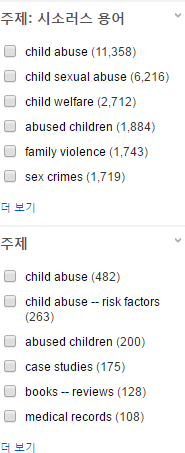 주제: 시소러스 용어
child abuse (11,358)
child sexual abuse (6,216)
child welfare (2,712)
abused children (1,884)
family violence (1,743)
sex crimes (1,719)
더 보기
주제
child abuse (482)
child abuse -- risk factors
(263)
abused children (200)
case studies (175)
books -- reviews (128)
medical records (108)
더 보기